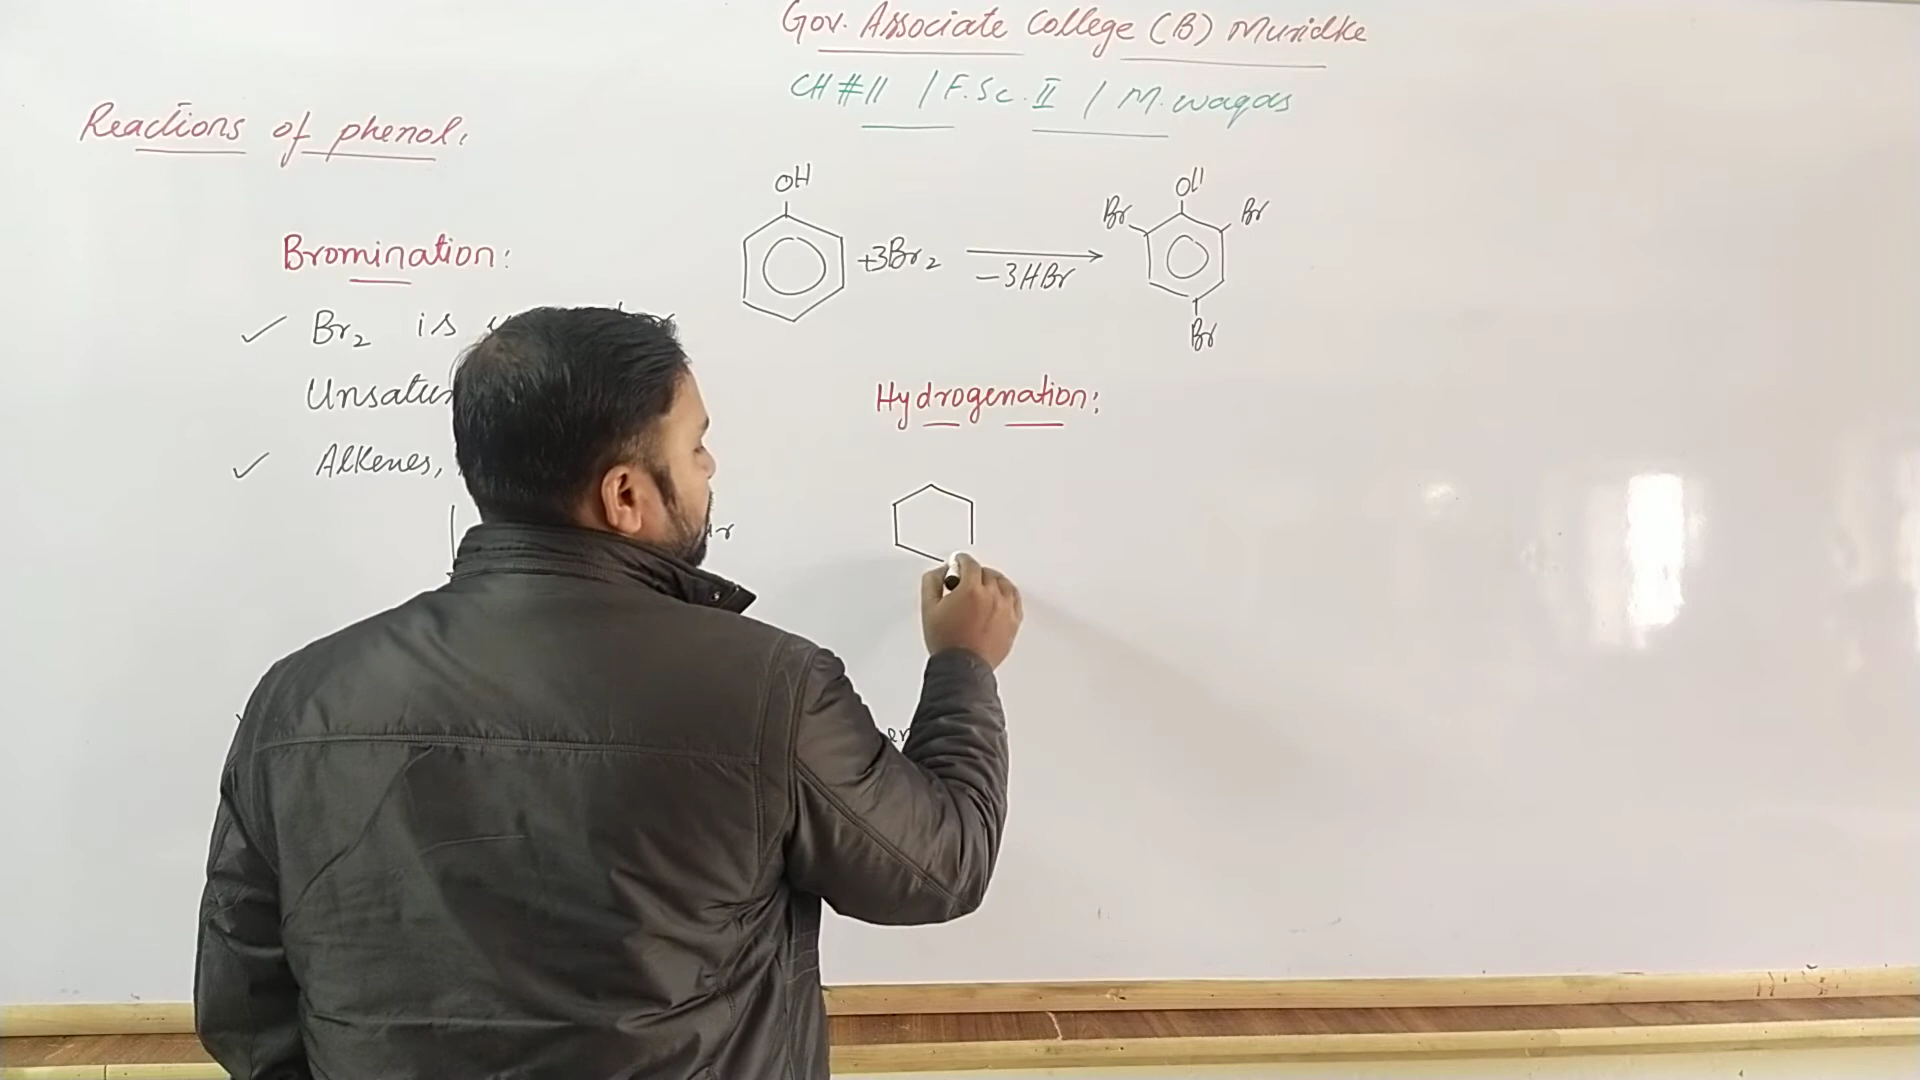 Gov. Associate College (B) Muridke
CH #11 / F.Sc. II / M. waqas
Reactions of phenol.
OH
+3Br2
-3HBr
OH
Br
Br
Br
Bromination:
✓ Br2 is
✓ Alkenes,
Hydrogenation: